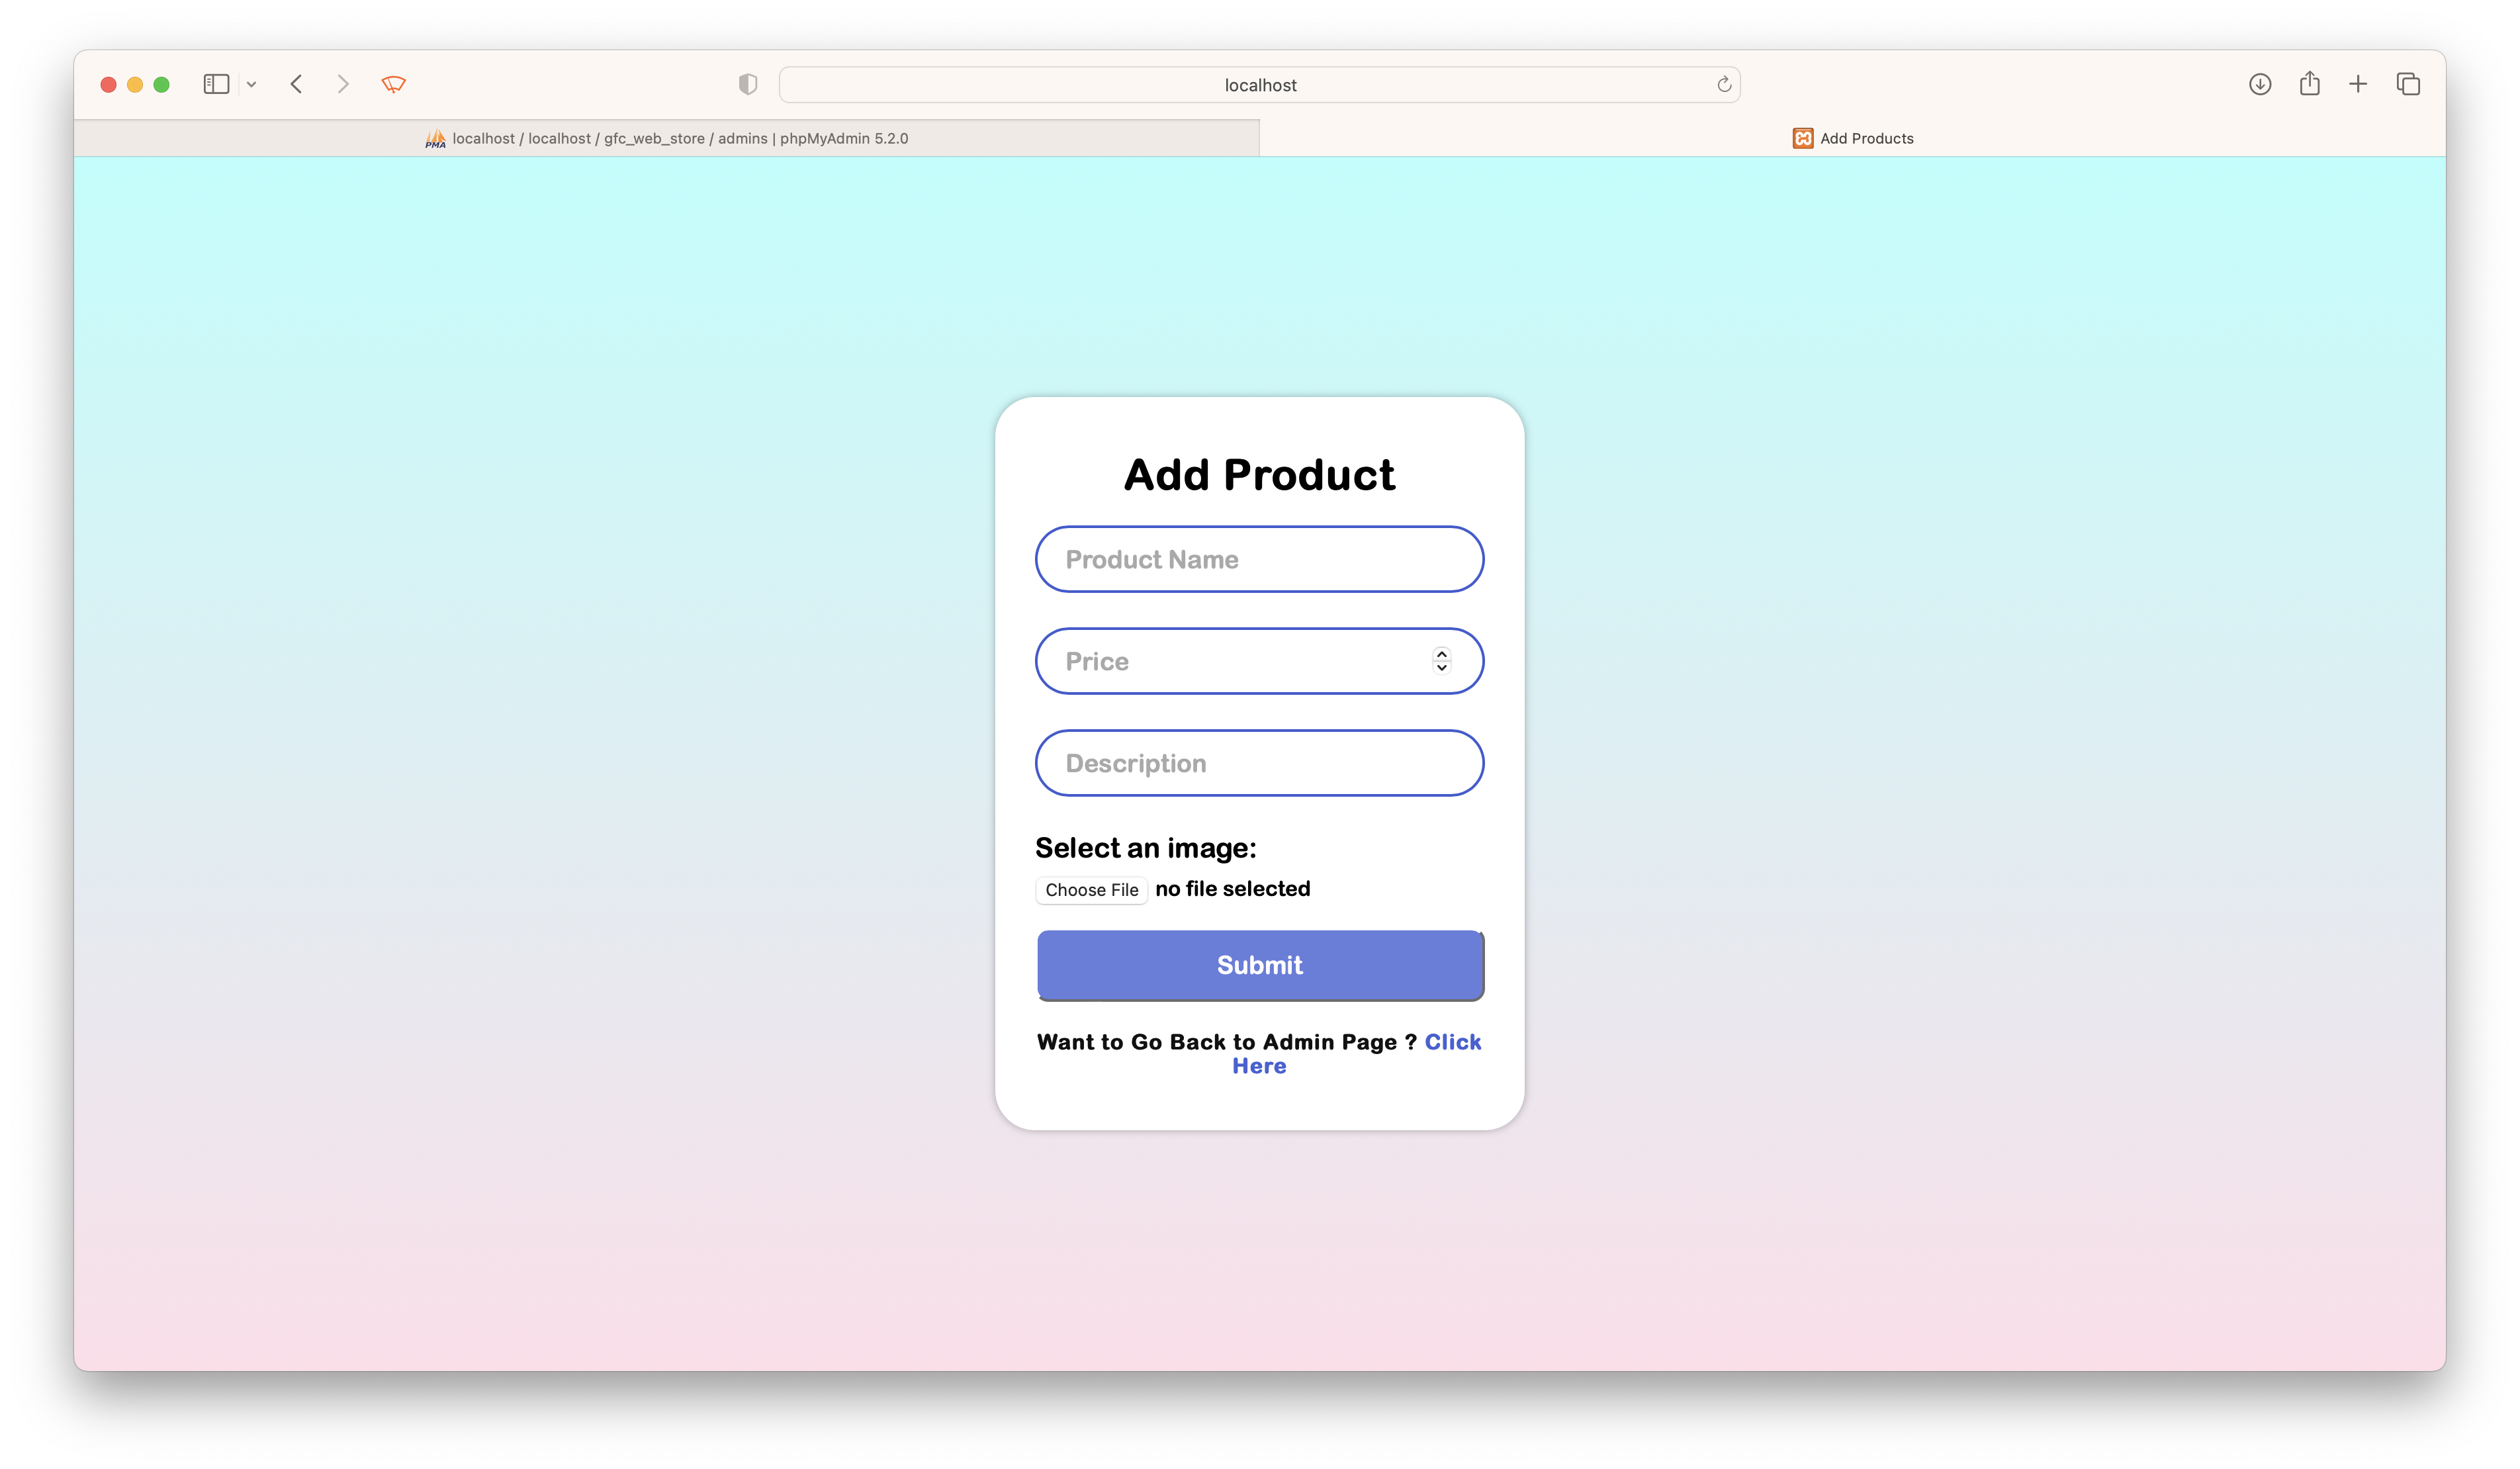 localhost
PMA localhost / localhost / gfc_web_store / admins | phpMyAdmin 5.2.0
Add Products
Add Product
Product Name
Price
Description
Select an image:
Choose File no file selected
Submit
Want to Go Back to Admin Page ? Click
Here